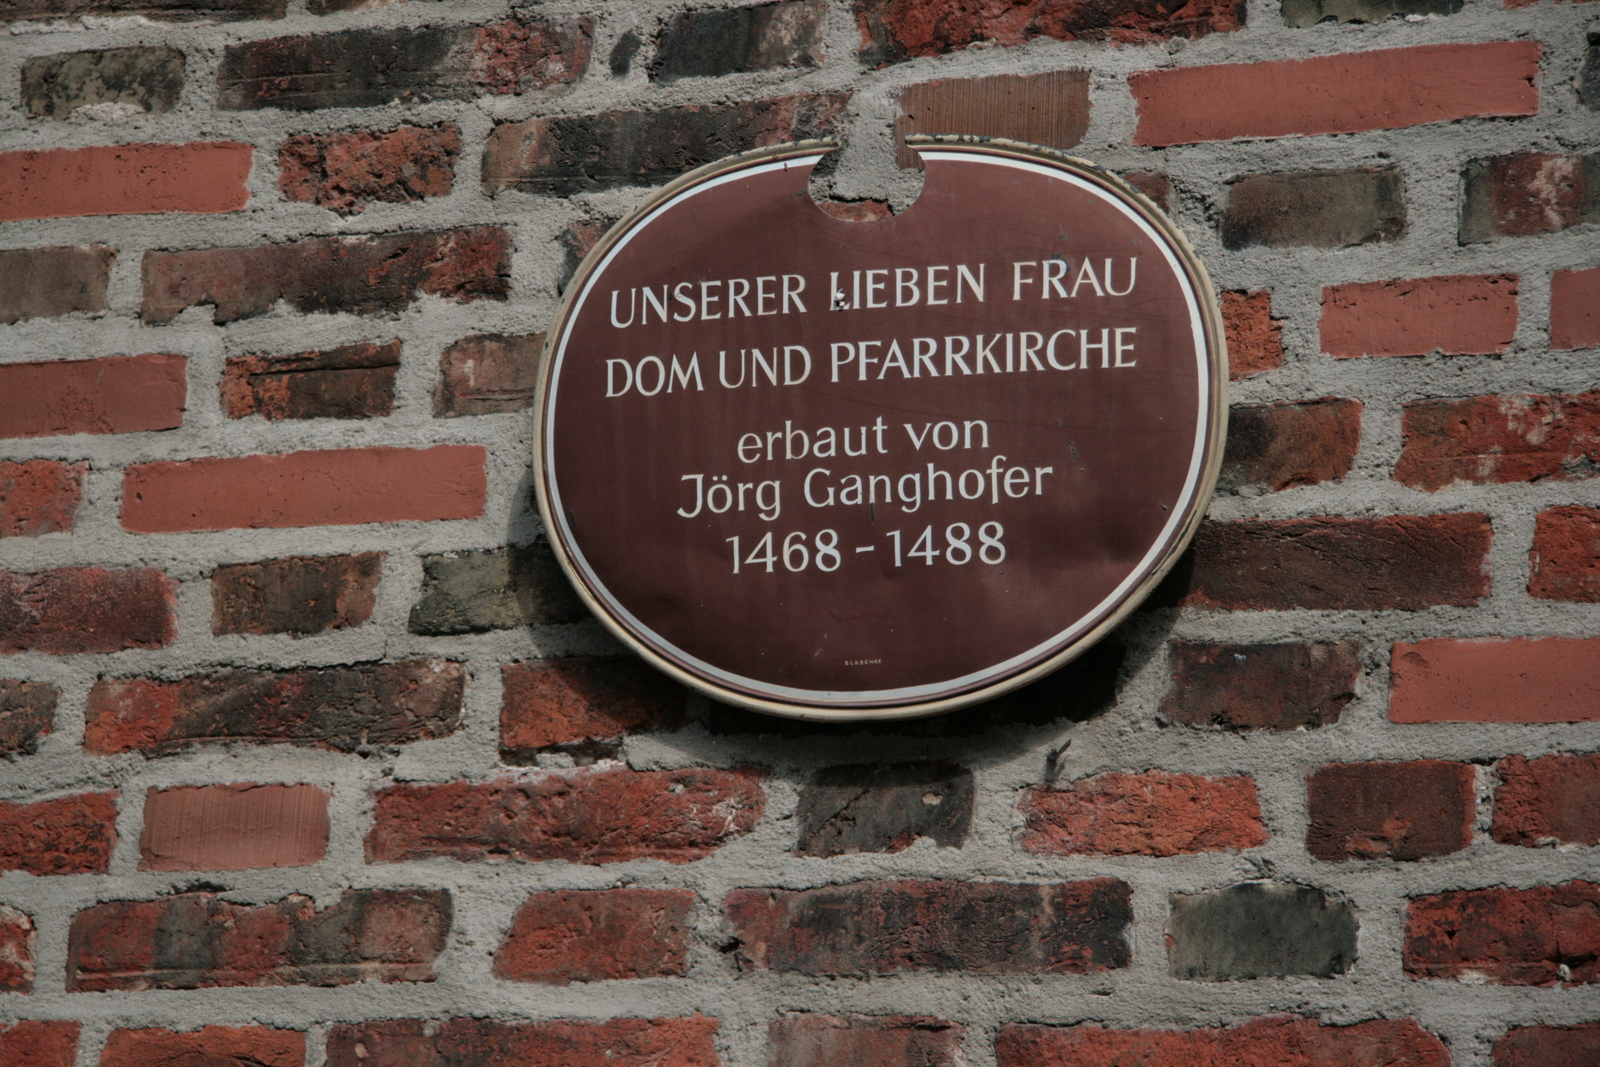 UNSERER LIEBEN FRAU
DOM UND PFARRKIRCHE
erbaut von
Jörg Ganghofer
1468-1488